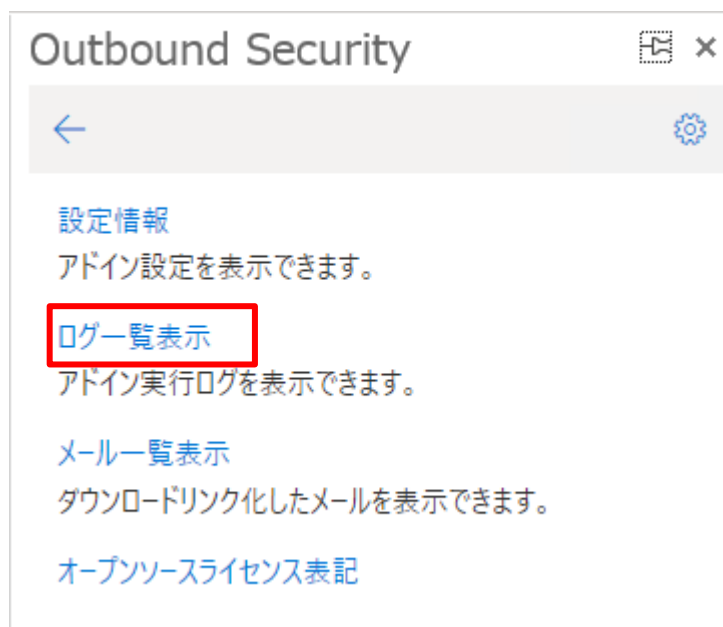 Outbound Security
設定情報
アドイン設定を表示できます。
ログ一覧表示
アドイン実行ログを表示できます。
メール一覧表示
ダウンロードリンク化したメールを表示できます。
オープンソースライセンス表記